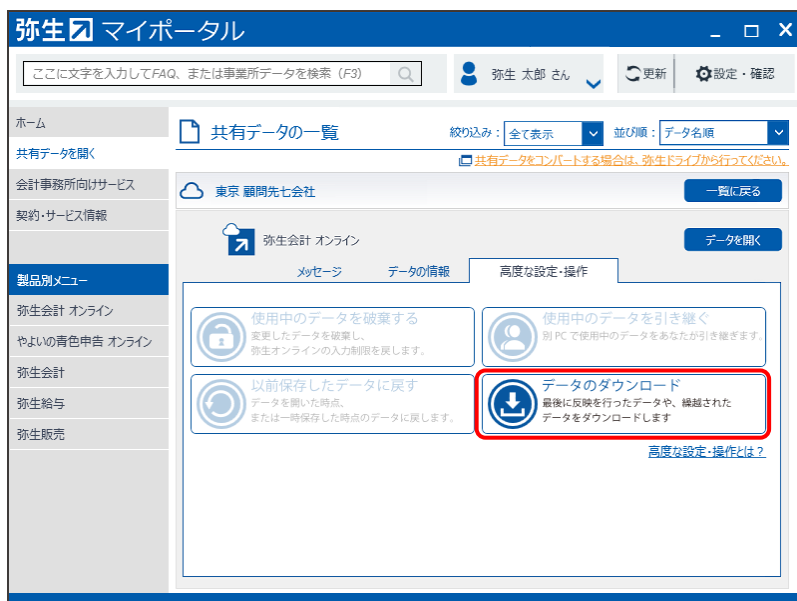 弥生 マイポータル
ここに文字を入力してFAQ、または事業所データを検索（F3）
弥生 太郎 さん
更新
設定・確認
ホーム
共有データを開く
会計事務所向けサービス
契約・サービス情報
製品別メニュー
弥生会計 オンライン
やよいの青色申告 オンライン
弥生会計
弥生給与
弥生販売
共有データの一覧
絞り込み：
全て表示
並び順：
データ名順
共有データをコンバートする場合は、弥生ドライブから行ってください。
東京 顧問先七会社
一覧に戻る
弥生会計 オンライン
データを開く
メッセージ
データの情報
高度な設定・操作
使用中のデータを破棄する
変更したデータを破棄し、
弥生オンラインの入力制限を戻します。
使用中のデータを引き継ぐ
別 PC で使用中のデータをあなたが引き継ぎます。
以前保存したデータに戻す
データを開いた時点、
または一時保存した時点のデータに戻します。
データのダウンロード
最後に反映を行ったデータや、繰越された
データをダウンロードします
高度な設定・操作とは？